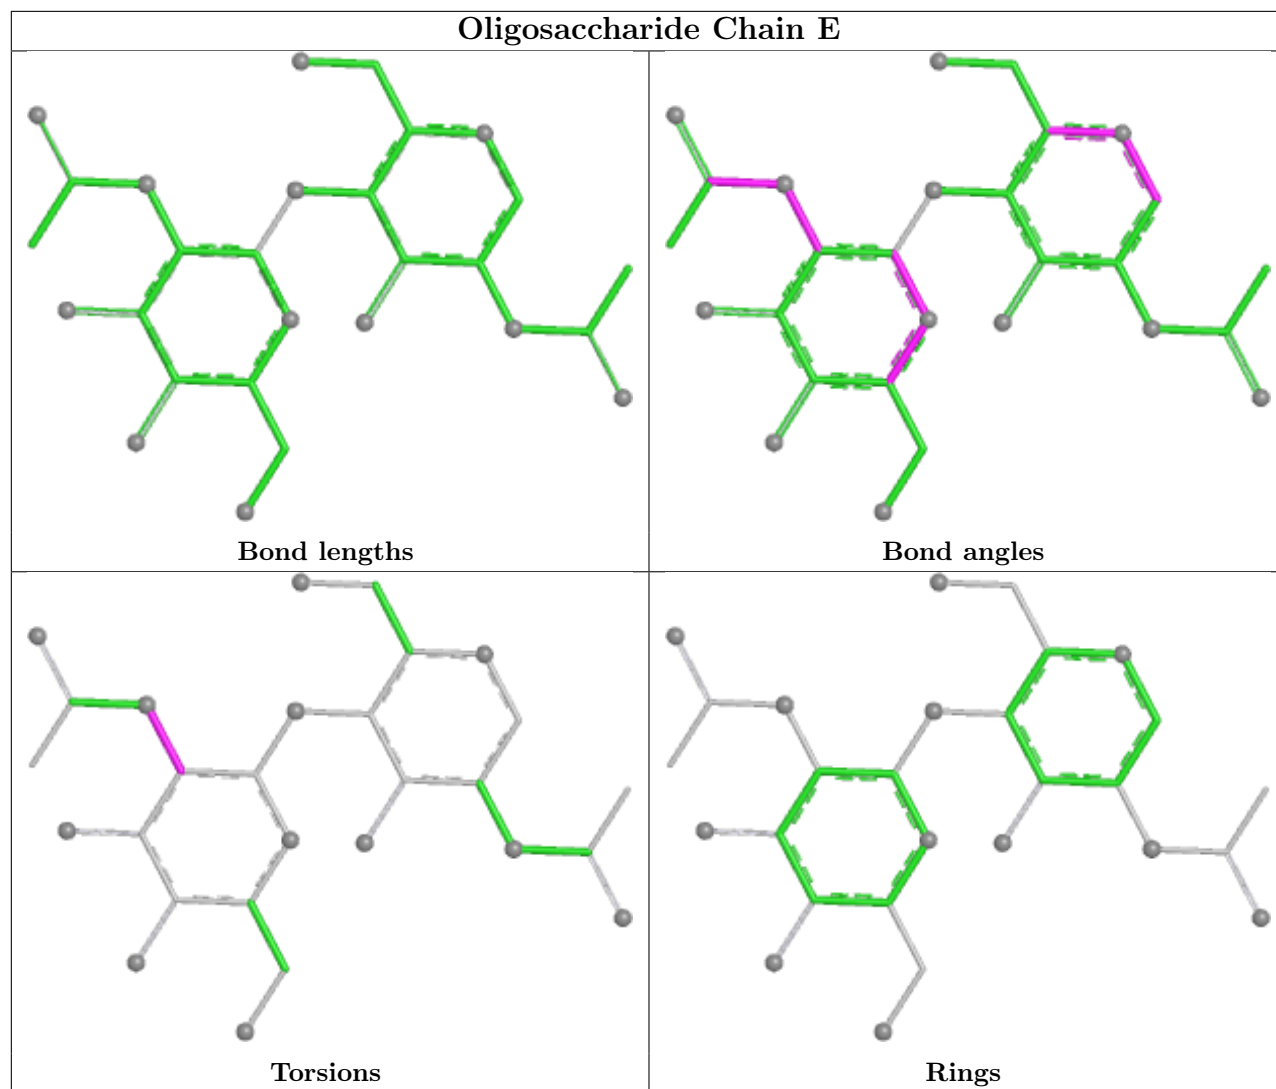 Oligosaccharide Chain E
Bond lengths
Bond angles
Torsions
Rings